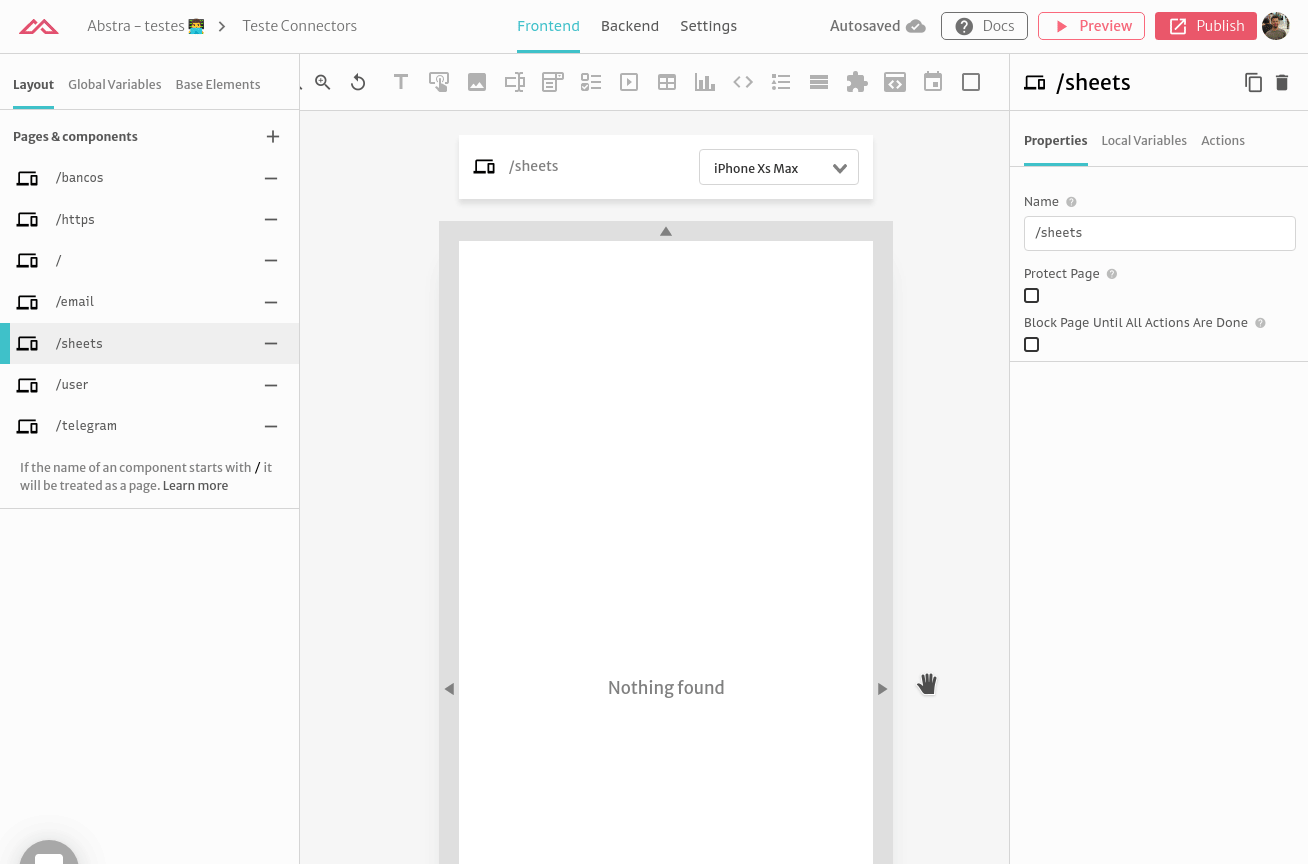 Abstra - testes 👨‍💻 > Teste Connectors
Frontend Backend Settings
Autosaved Docs Preview Publish
Layout Global Variables Base Elements
Pages & components
/bancos
/https
/
/email
/sheets
/user
/telegram
If the name of an component starts with / it
will be treated as a page. Learn more
/sheets iPhone Xs Max
Nothing found
/sheets
Properties Local Variables Actions
Name
/sheets
Protect Page
Block Page Until All Actions Are Done